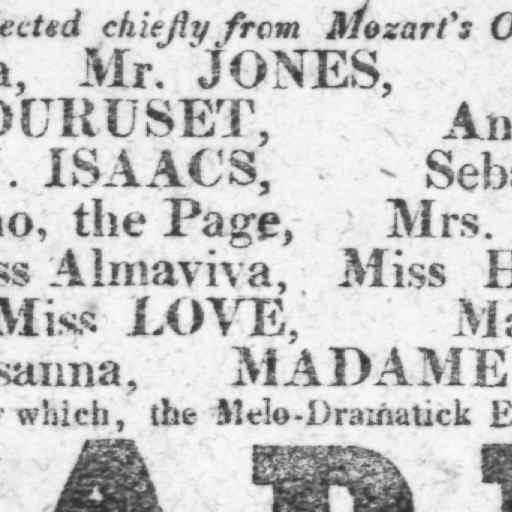 ected chiefly from Mozart's O
a, Mr. JONES,
OURUSET, An
. ISAACS, Seba
no, the Page, Mrs.
ss Almaviva, Miss H
Miss LOVE, Ma
sanna, MADAME
which, the Melo-Dramatick E